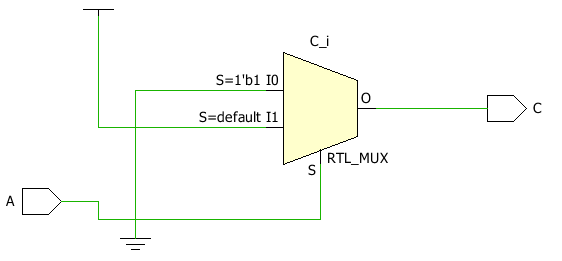 C_i
S=1'b1 I0
O
C
S=default I1
RTL_MUX
S
A